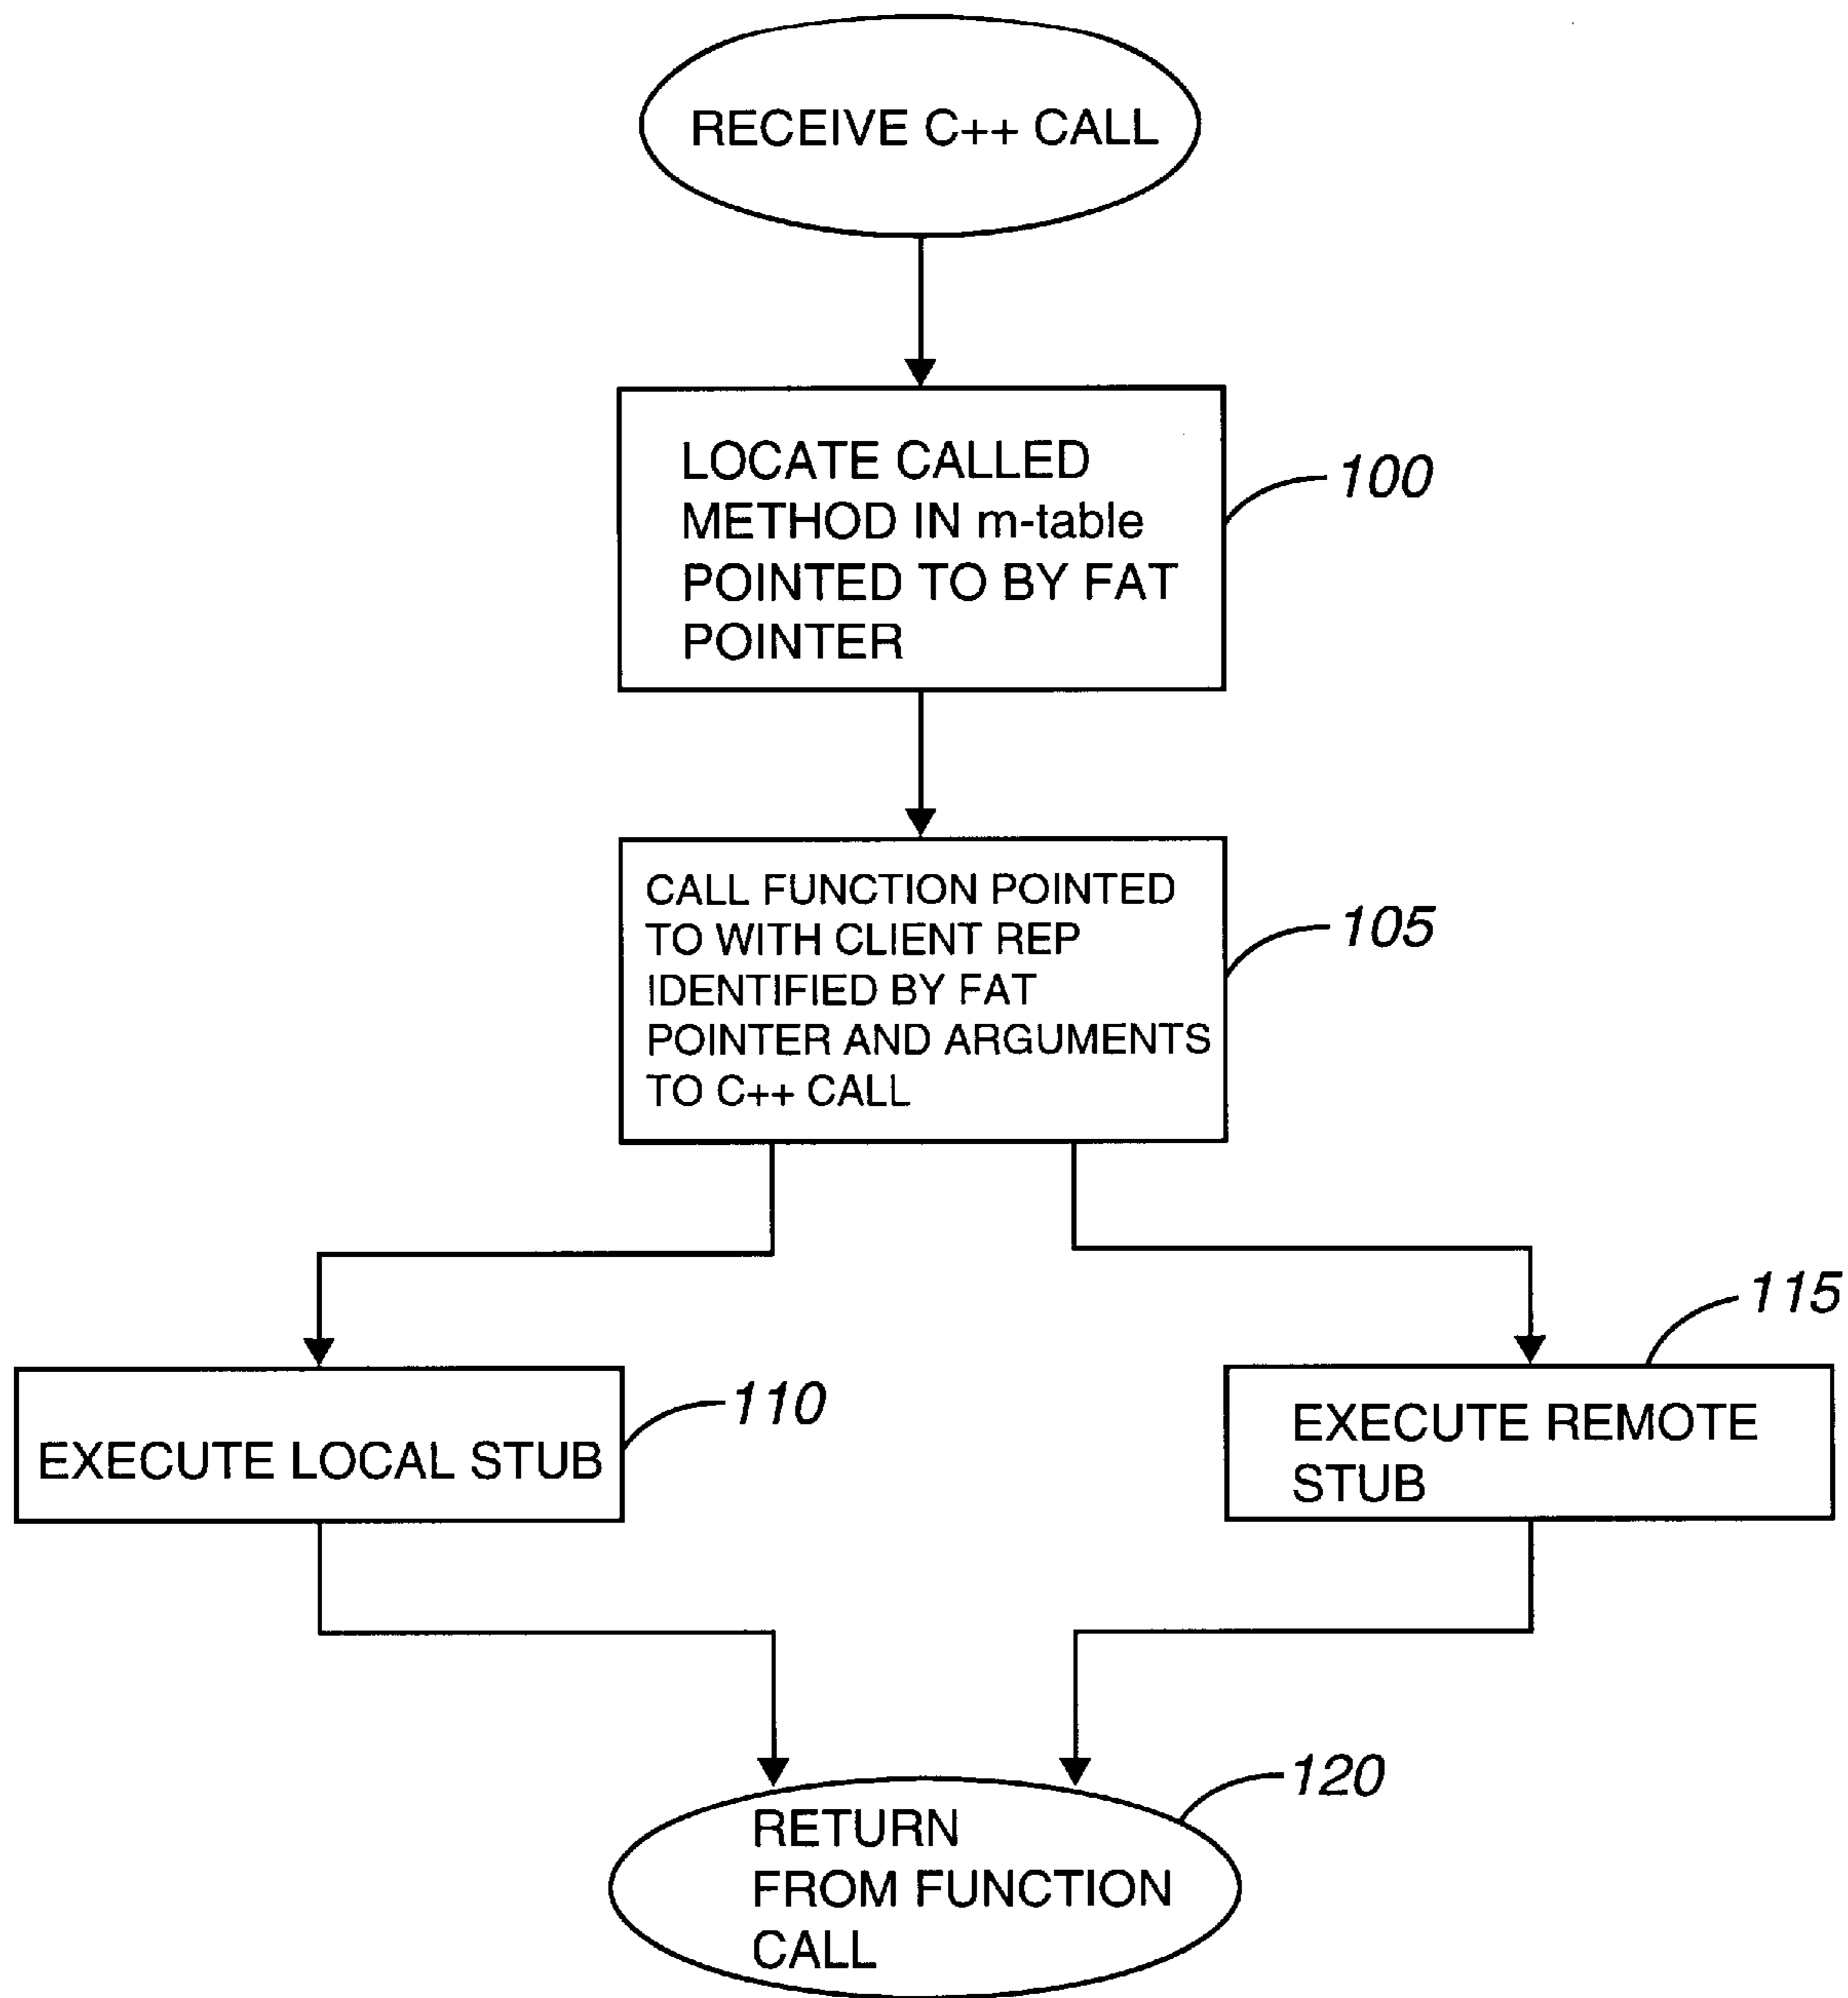 RECEIVE C++ CALL
LOCATE CALLED
METHOD IN m-table
POINTED TO BY FAT
POINTER
100
CALL FUNCTION POINTED
TO WITH CLIENT REP
IDENTIFIED BY FAT
POINTER AND ARGUMENTS
TO C++ CALL
105
EXECUTE LOCAL STUB
110
EXECUTE REMOTE
STUB
115
RETURN
FROM FUNCTION
CALL
120